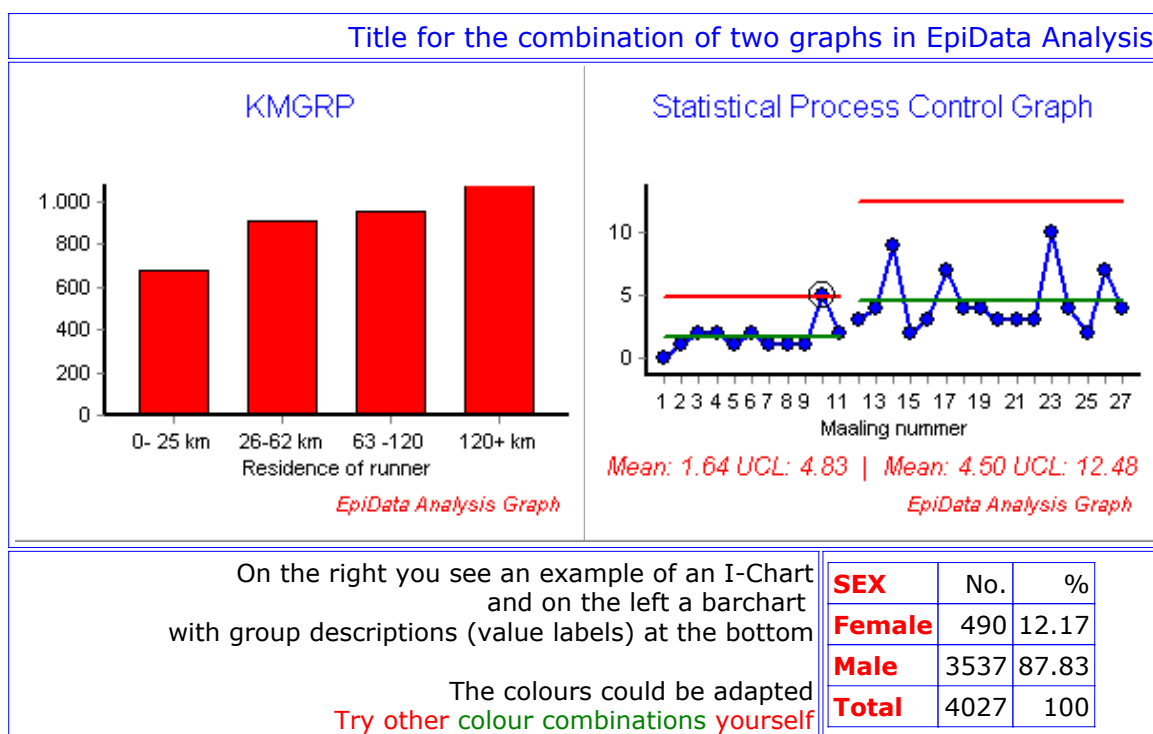 Title for the combination of two graphs in EpiData Analysis
KMGRP
1.000
800
600
400
200
0
0- 25 km 26-62 km 63 -120 120+ km
Residence of runner
EpiData Analysis Graph
Statistical Process Control Graph
10
5
0
1 2 3 4 5 6 7 8 9 11 13 15 17 19 21 23 25 27
Maaling nummer
Mean: 1.64 UCL: 4.83 | Mean: 4.50 UCL: 12.48
EpiData Analysis Graph
On the right you see an example of an I-Chart
and on the left a barchart
with group descriptions (value labels) at the bottom
The colours could be adapted
Try other colour combinations yourself
SEX No. %
Female 490 12.17
Male 3537 87.83
Total 4027 100